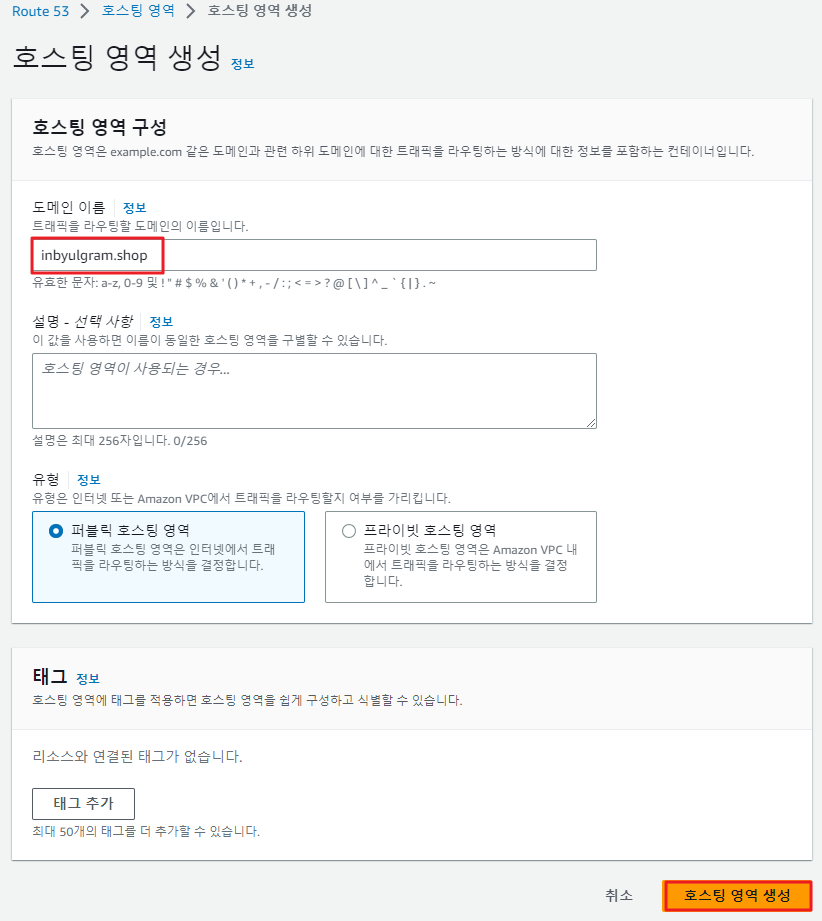 Route 53 > 호스팅 영역 > 호스팅 영역 생성
호스팅 영역 생성 정보
호스팅 영역 구성
호스팅 영역은 example.com 같은 도메인과 관련 하위 도메인에 대한 트래픽을 라우팅하는 방식에 대한 정보를 포함하는 컨테이너입니다.
도메인 이름 정보
트래픽을 라우팅할 도메인의 이름입니다.
inbyulgram.shop
유효한 문자: a-z, 0-9 및 ! " # $ % & ' ( ) * + , - / : ; < = > ? @ [ \ ] ^ _ ` { | } . ~
설명 - 선택 사항 정보
이 값을 사용하면 이름이 동일한 호스팅 영역을 구별할 수 있습니다.
호스팅 영역이 사용되는 경우...
설명은 최대 256자입니다. 0/256
유형 정보
유형은 인터넷 또는 Amazon VPC에서 트래픽을 라우팅할지 여부를 가리킵니다.
퍼블릭 호스팅 영역
퍼블릭 호스팅 영역은 인터넷에서 트래
픽을 라우팅하는 방식을 결정합니다.
프라이빗 호스팅 영역
프라이빗 호스팅 영역은 Amazon VPC 내
에서 트래픽을 라우팅하는 방식을 결정
합니다.
태그 정보
호스팅 영역에 태그를 적용하면 호스팅 영역을 쉽게 구성하고 식별할 수 있습니다.
리소스와 연결된 태그가 없습니다.
태그 추가
최대 50개의 태그를 더 추가할 수 있습니다.
취소 호스팅 영역 생성